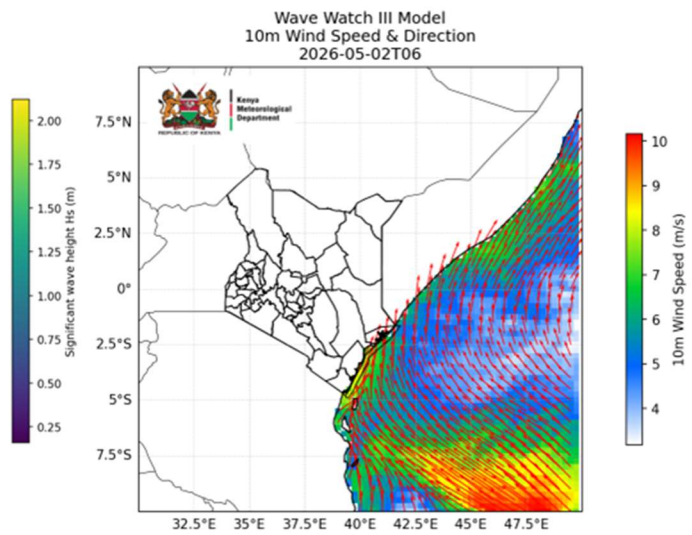 Wave Watch III Model
10m Wind Speed & Direction
2026-05-02T06
Kenya
Meteorological
Department
REPUBLIC OF KENYA
7.5°N
5°N
2.5°N
0°
2.5°S
5°S
7.5°S
32.5°E
35°E
37.5°E
40°E
42.5°E
45°E
47.5°E
2.00
1.75
1.50
1.25
1.00
0.75
0.50
0.25
Significant wave height Hs (m)
10
9
8
7
6
5
4
10m Wind Speed (m/s)